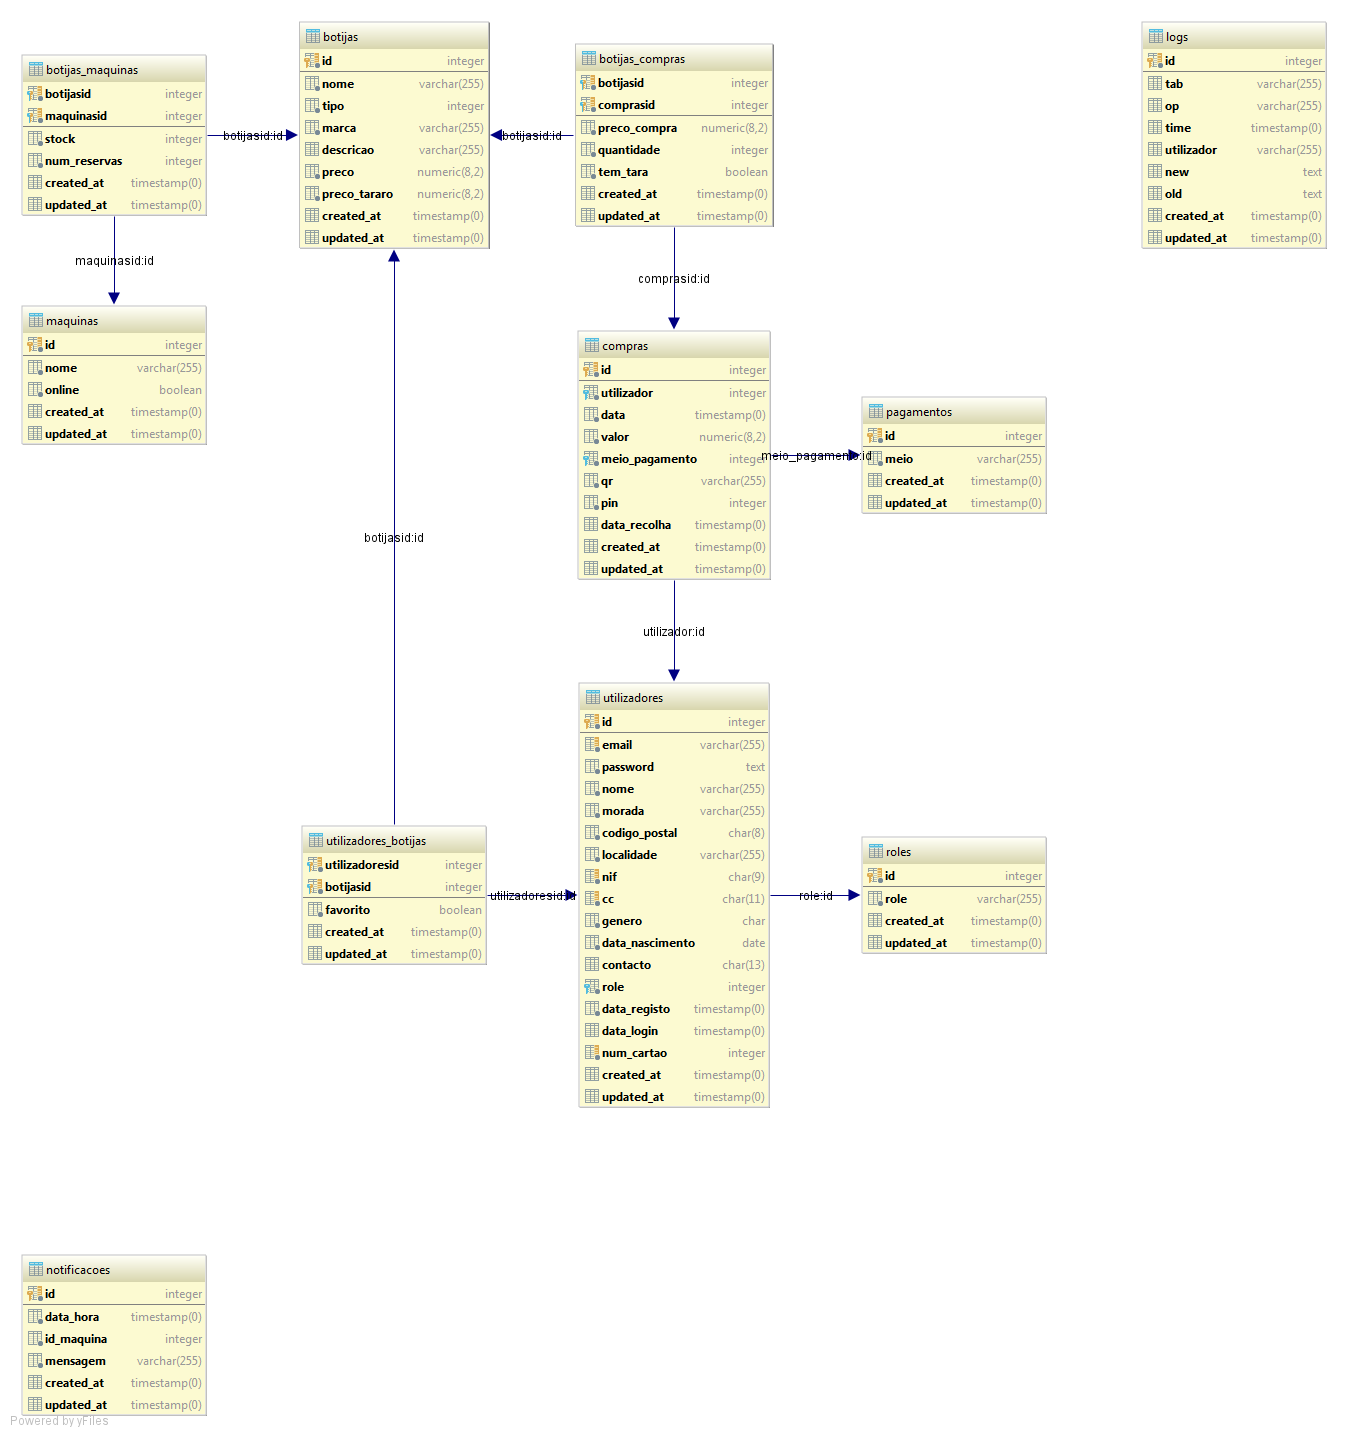 botijas_maquinas
botijasid integer
maquinasid integer
stock integer
num_reservas integer
created_at timestamp(0)
updated_at timestamp(0)
botijasid:id
botijas
id integer
nome varchar(255)
tipo integer
marca varchar(255)
descricao varchar(255)
preco numeric(8,2)
preco_tararo numeric(8,2)
created_at timestamp(0)
updated_at timestamp(0)
botijasid:id
botijas_compras
botijasid integer
comprasid integer
preco_compra numeric(8,2)
quantidade integer
tem_tara boolean
created_at timestamp(0)
updated_at timestamp(0)
logs
id integer
tab varchar(255)
op varchar(255)
time timestamp(0)
utilizador varchar(255)
new text
old text
created_at timestamp(0)
updated_at timestamp(0)
maquinasid:id
comprasid:id
maquinas
id integer
nome varchar(255)
online boolean
created_at timestamp(0)
updated_at timestamp(0)
compras
id integer
utilizador integer
data timestamp(0)
valor numeric(8,2)
meio_pagamento integer
qr varchar(255)
pin integer
data_recolha timestamp(0)
created_at timestamp(0)
updated_at timestamp(0)
meio_pagamento:id
pagamentos
id integer
meio varchar(255)
created_at timestamp(0)
updated_at timestamp(0)
botijasid:id
utilizador:id
utilizadores
id integer
email varchar(255)
password text
nome varchar(255)
morada varchar(255)
codigo_postal char(8)
localidade varchar(255)
nif char(9)
cc char(11)
genero char
data_nascimento date
contacto char(13)
role integer
data_registo timestamp(0)
data_login timestamp(0)
num_cartao integer
created_at timestamp(0)
updated_at timestamp(0)
utilizadores_botijas
utilizadoresid integer
botijasid integer
favorito boolean
created_at timestamp(0)
updated_at timestamp(0)
utilizadoresid:id
role:id
roles
id integer
role varchar(255)
created_at timestamp(0)
updated_at timestamp(0)
notificacoes
id integer
data_hora timestamp(0)
id_maquina integer
mensagem varchar(255)
created_at timestamp(0)
updated_at timestamp(0)
Powered by yFiles